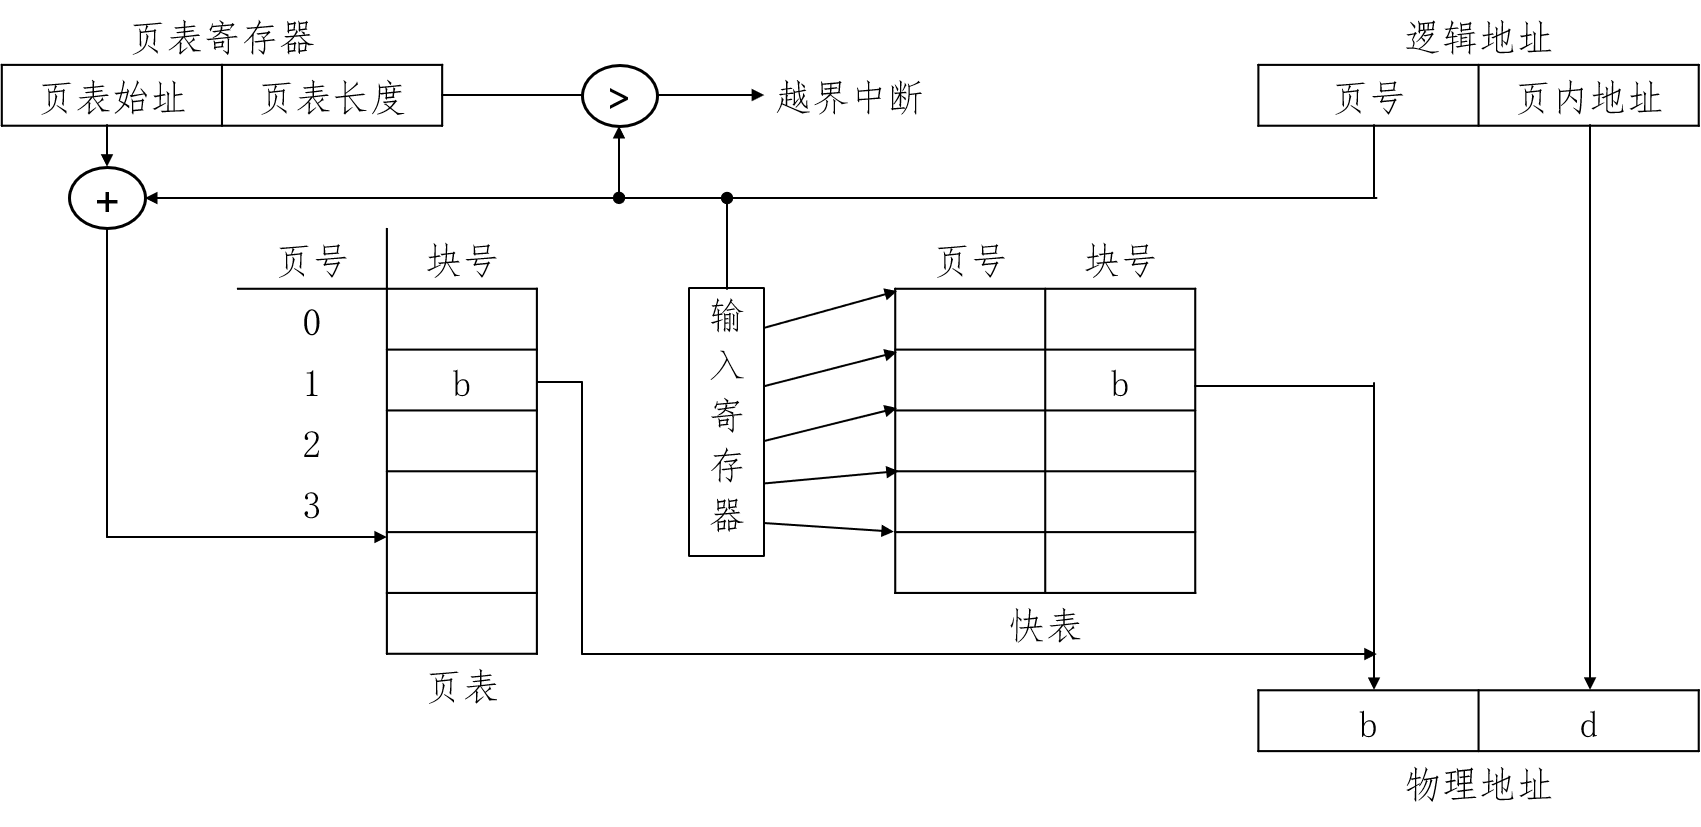 页表寄存器
逻辑地址
页表始址 页表长度 > 越界中断 页号 页内地址
+
页号 块号
页号 块号
0
1 b
2
3
输入寄存器
b
快表
页表
b d
物理地址